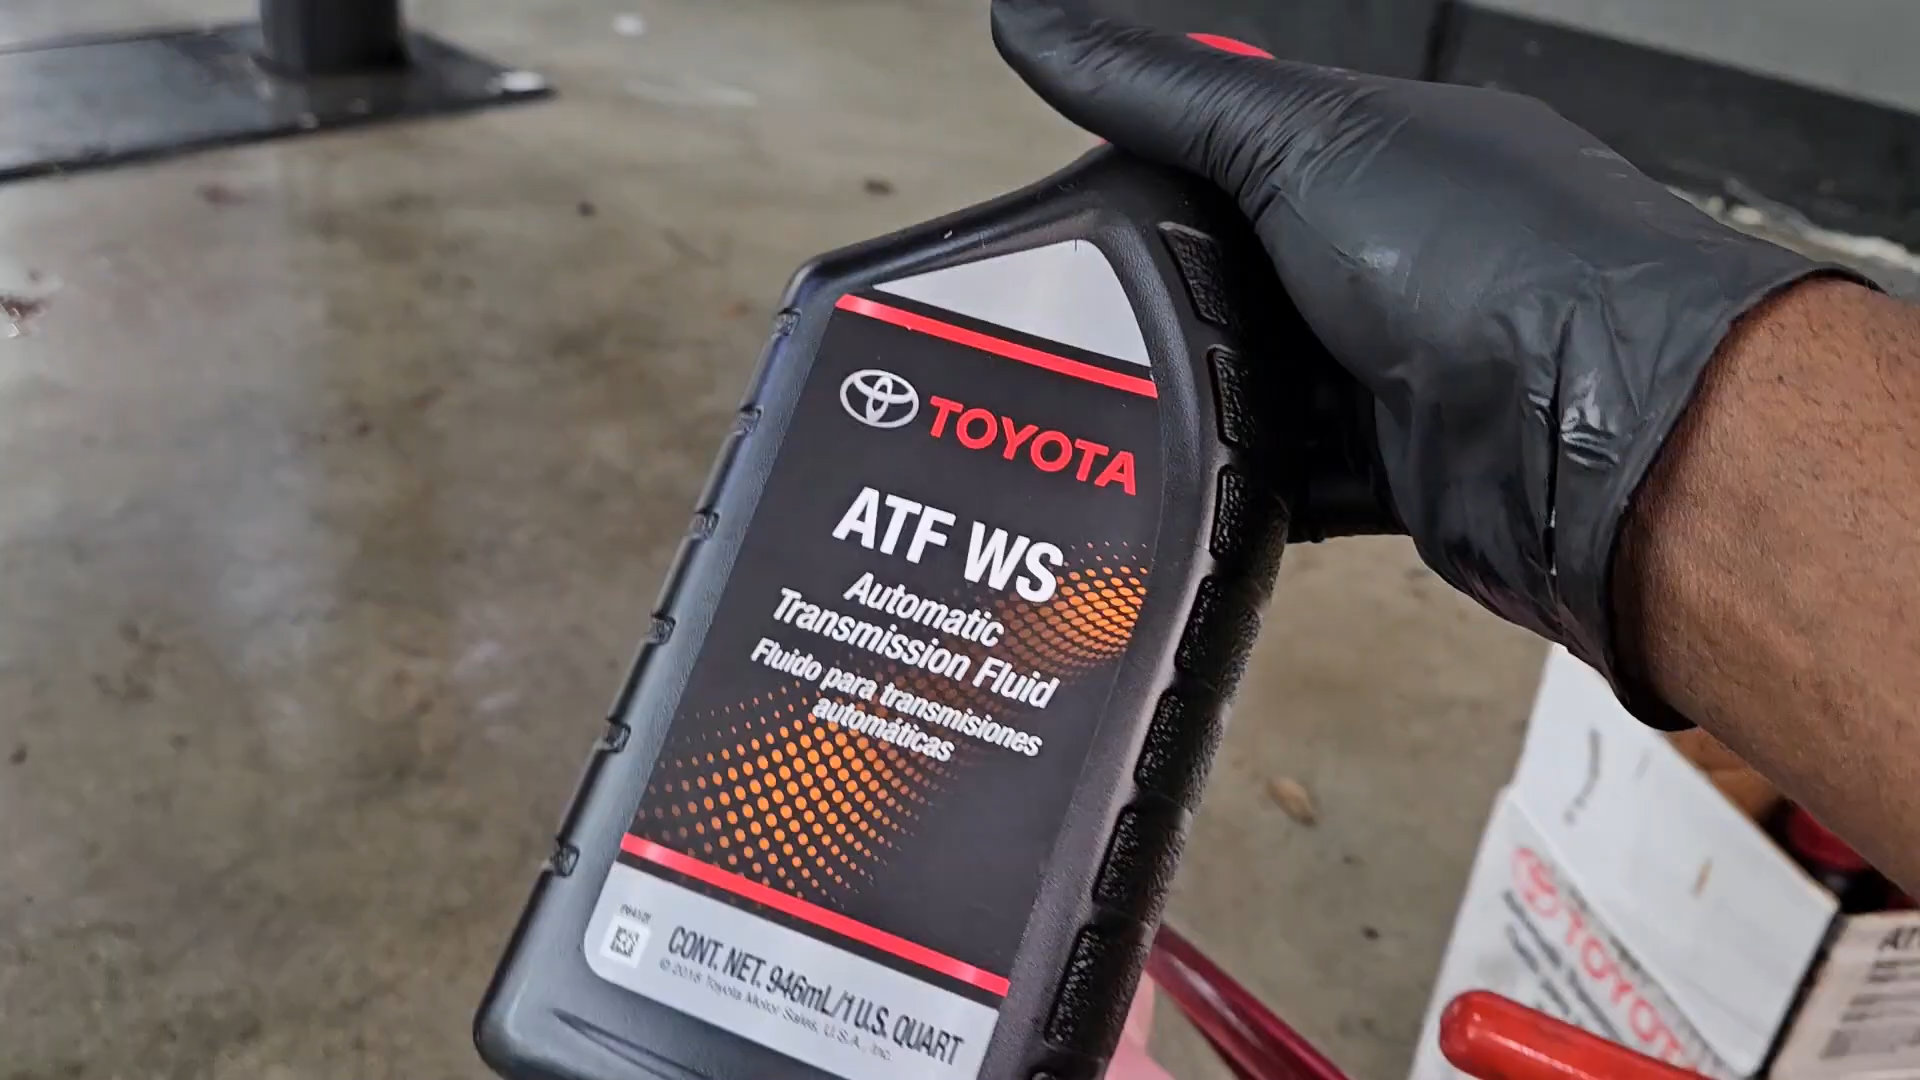 TOYOTA
ATF WS
Automatic
Transmission Fluid
Fluido para transmisiones
automáticas
CONT. NET. 946mL/1 U.S. QUART
© 2018 Toyota Motor Sales, U.S.A., Inc.
TOYOTA